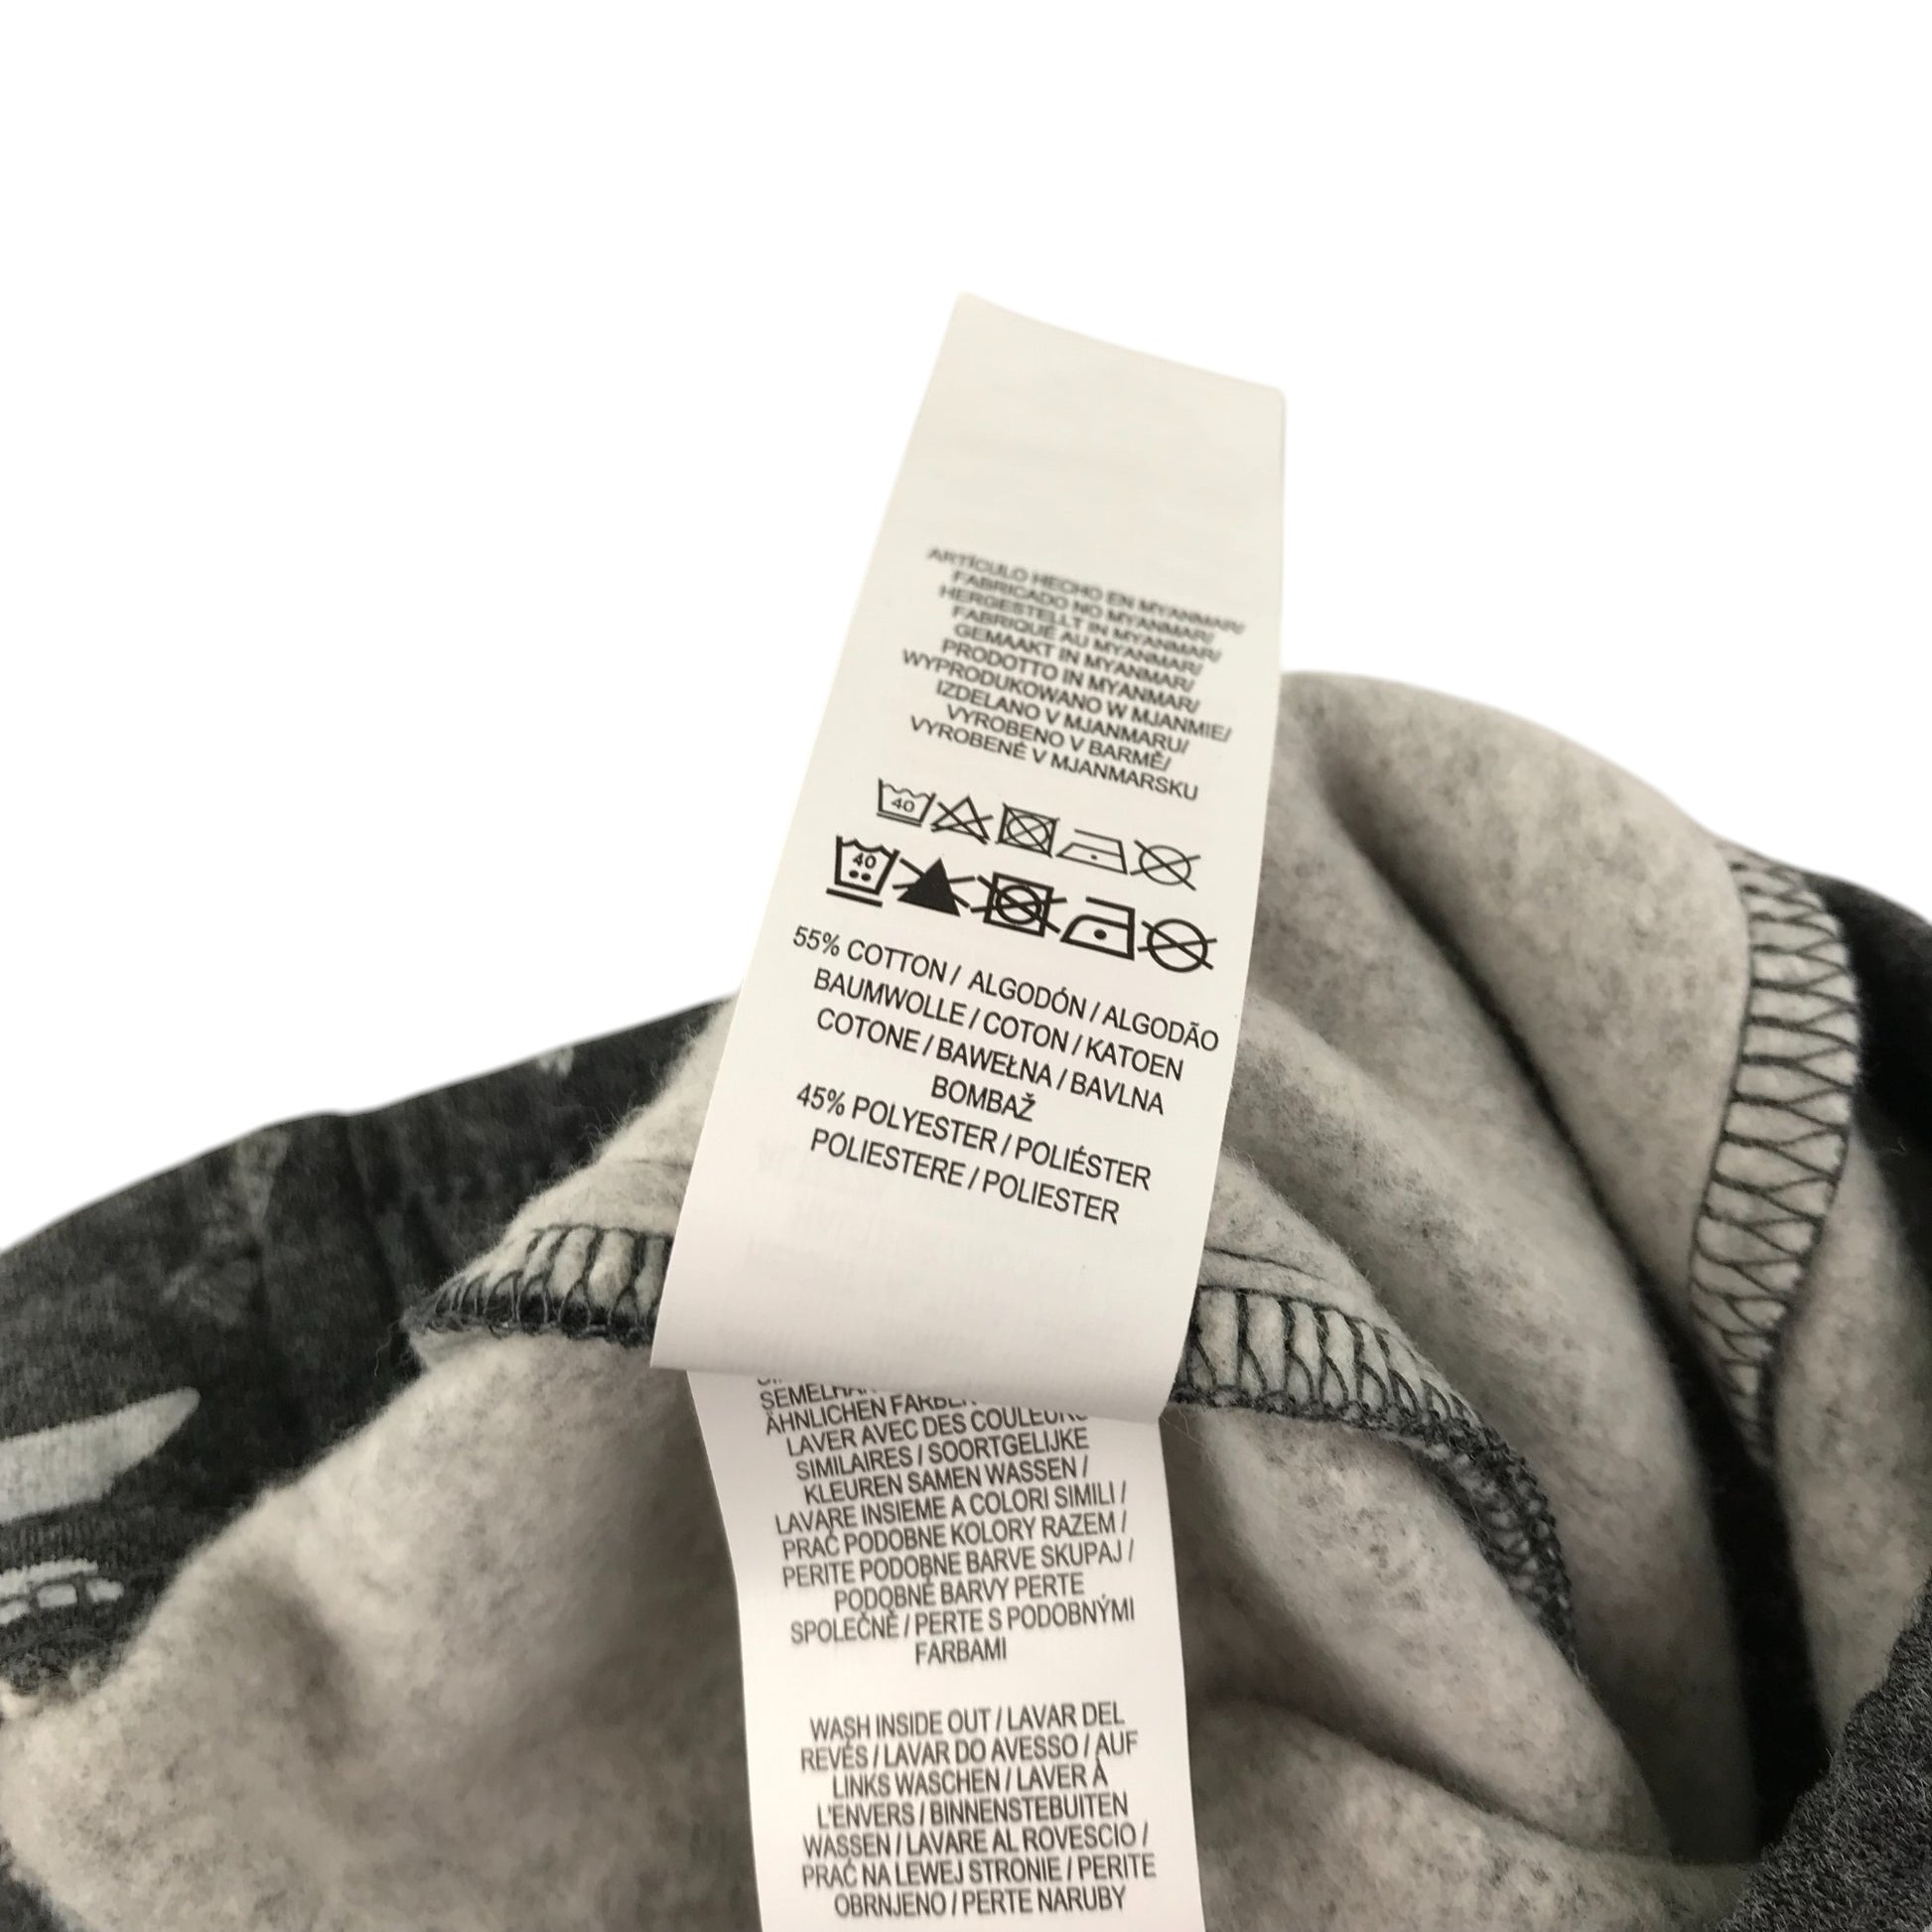 ARTÍCULO HECHO EN MYANMAR/
FABRICADO NO MYANMAR/
HERGESTELLT IN MYANMAR/
FABRIQUÉ AU MYANMAR/
GEMAAKT IN MYANMAR/
PRODOTTO IN MYANMAR/
WYPRODUKOWANO W MJANMIE/
IZDELANO V MJANMARU/
VYROBENO V BARMĚ/
VYROBENÉ V MJANMARSKU
40
40
55% COTTON / ALGODÓN / ALGODÃO
BAUMWOLLE / COTON / KATOEN
COTONE / BAWEŁNA / BAVLNA
BOMBAŽ
45% POLYESTER / POLIÉSTER
POLIESTERE / POLIESTER
ÄHNLICHEN
LAVER AVEC DES COULEURS
SIMILAIRES / SOORTGELIJKE
KLEUREN SAMEN WASSEN /
LAVARE INSIEME A COLORI SIMILI /
PRAĆ PODOBNE KOLORY RAZEM /
PERITE PODOBNE BARVE SKUPAJ /
PODOBNÉ BARVY PERTE
SPOLEČNĚ / PERTE S PODOBNÝMI
FARBAMI
WASH INSIDE OUT / LAVAR DEL
REVÉS / LAVAR DO AVESSO / AUF
LINKS WASCHEN / LAVER À
L'ENVERS / BINNENSTEBUITEN
WASSEN / LAVARE AL ROVESCIO /
PRAĆ NA LEWEJ STRONIE / PERITE
OBRNJENO / PERTE NARUBY